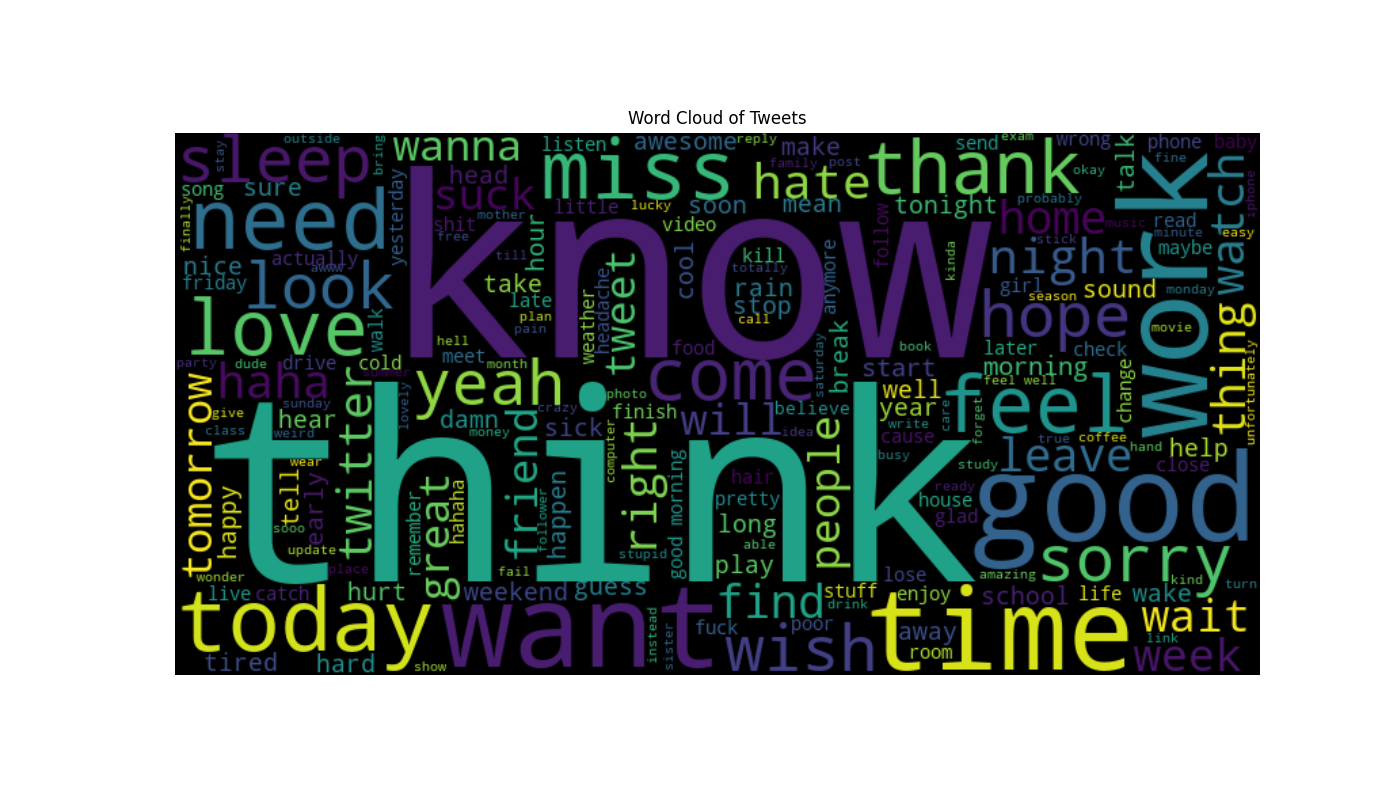 Word Cloud of Tweets
sleep
stay
outside
bring
wanna
listen
awesome
reply
make
family
post
thank
send
exam
wrong
okay
talk
phone
fine
baby
song
sure
finally
need
yesterday
head
suck
miss
hate
work
watch
iphone
shit
mother
free
hour
little
lucky
soon
mean
video
tonight
probably
home
music
read
minute
easy
follow
stick
nice
actually
awww
friday
look
know
till
take
late
plan
pain
tweet
headache
weather
cool
kill
totally
rain
stop
call
anymore
kinda
night
maybe
girl
season
sound
monday
love
walk
hell
meet
month
food
book
hope
later
check
movie
thing
unfortunately
party
dude
drive
cold
summer
haha
yeah
come
saturday
break
start
morning
feel well
change
tomorrow
give
class
sunday
weird
hear
lovely
twitter
damn
money
crazy
photo
finish
sick
computer
will
idea
believe
well
year
write
cause
care
feel
forget
true
coffee
hand
help
close
leave
wear
tell
early
happy
sooo
update
think
remember
great
hahaha
friend
follower
happen
right
stupid
good morning
hair
pretty
long
able
play
people
busy
study
ready
house
glad
good
wonder
place
fail
lose
amazing
sorry
kind
turn
live
catch
hurt
weekend
guess
find
stuff
drink
enjoy
school
life
wake
wait
link
today
want
instead
sister
fuck
poor
wish
away
room
time
week
tired
hard
show